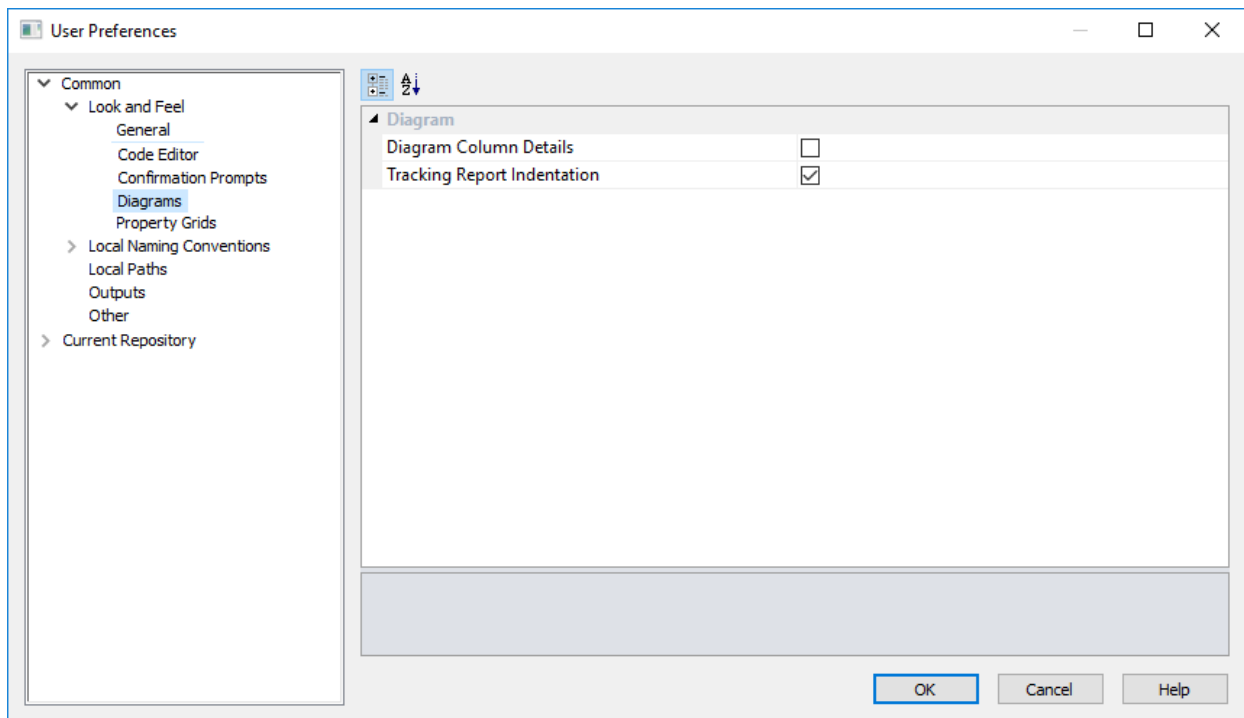 User Preferences
Common
Look and Feel
General
Code Editor
Confirmation Prompts
Diagrams
Property Grids
Local Naming Conventions
Local Paths
Outputs
Other
Current Repository
A
Z
Diagram
Diagram Column Details
Tracking Report Indentation
OK
Cancel
Help